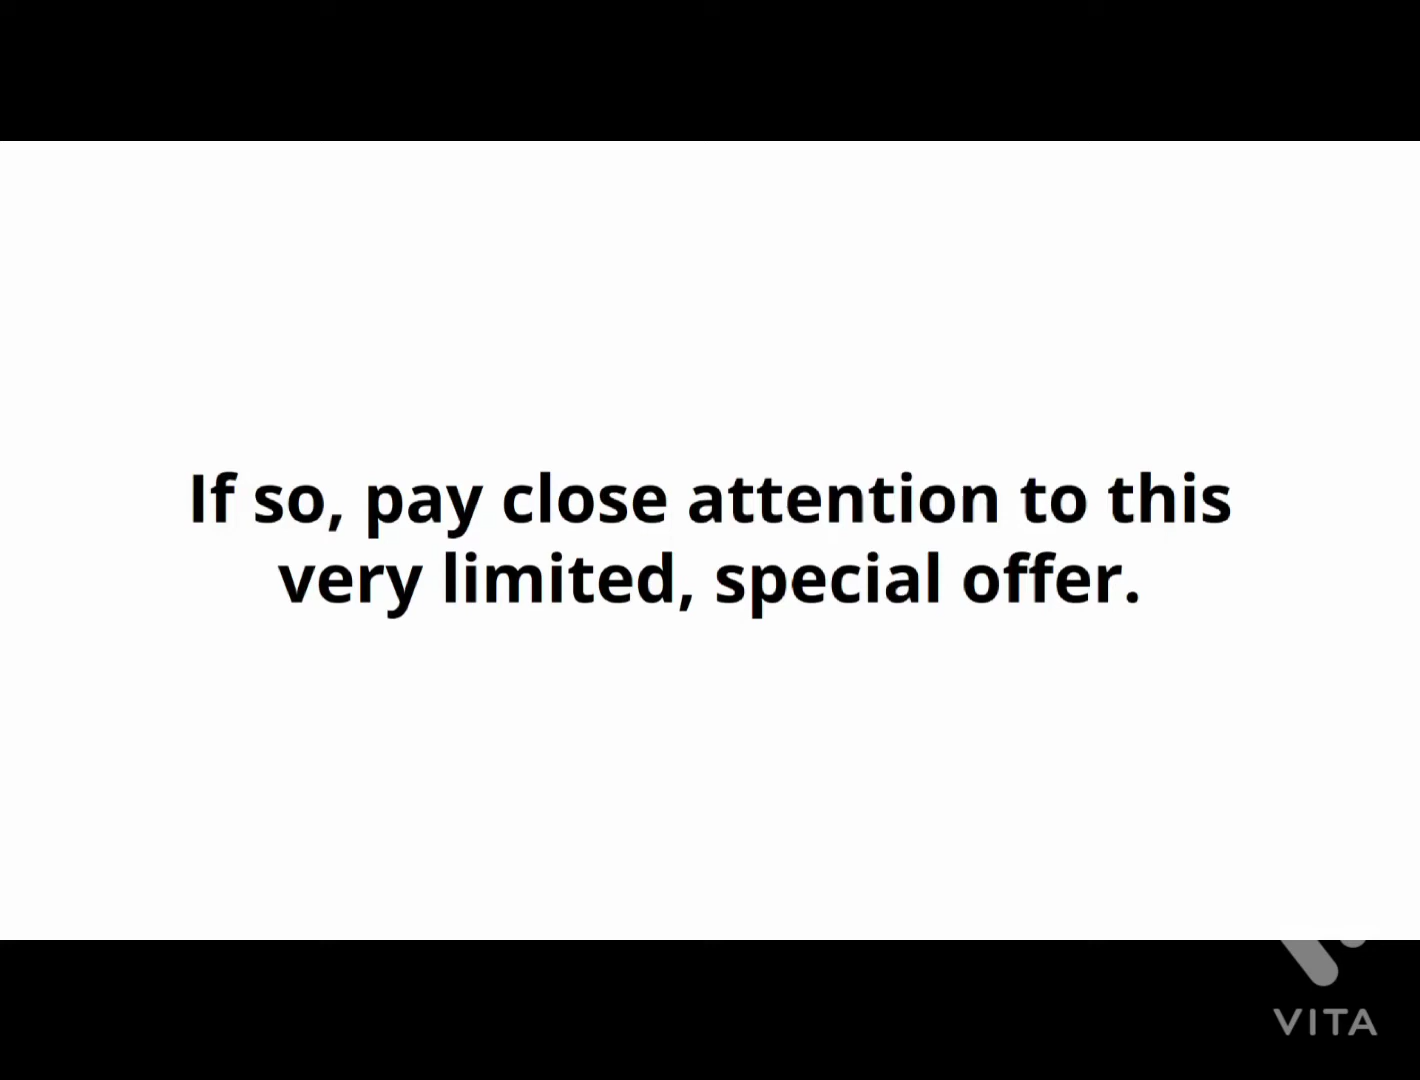 If so, pay close attention to this
very limited, special offer.
VITA